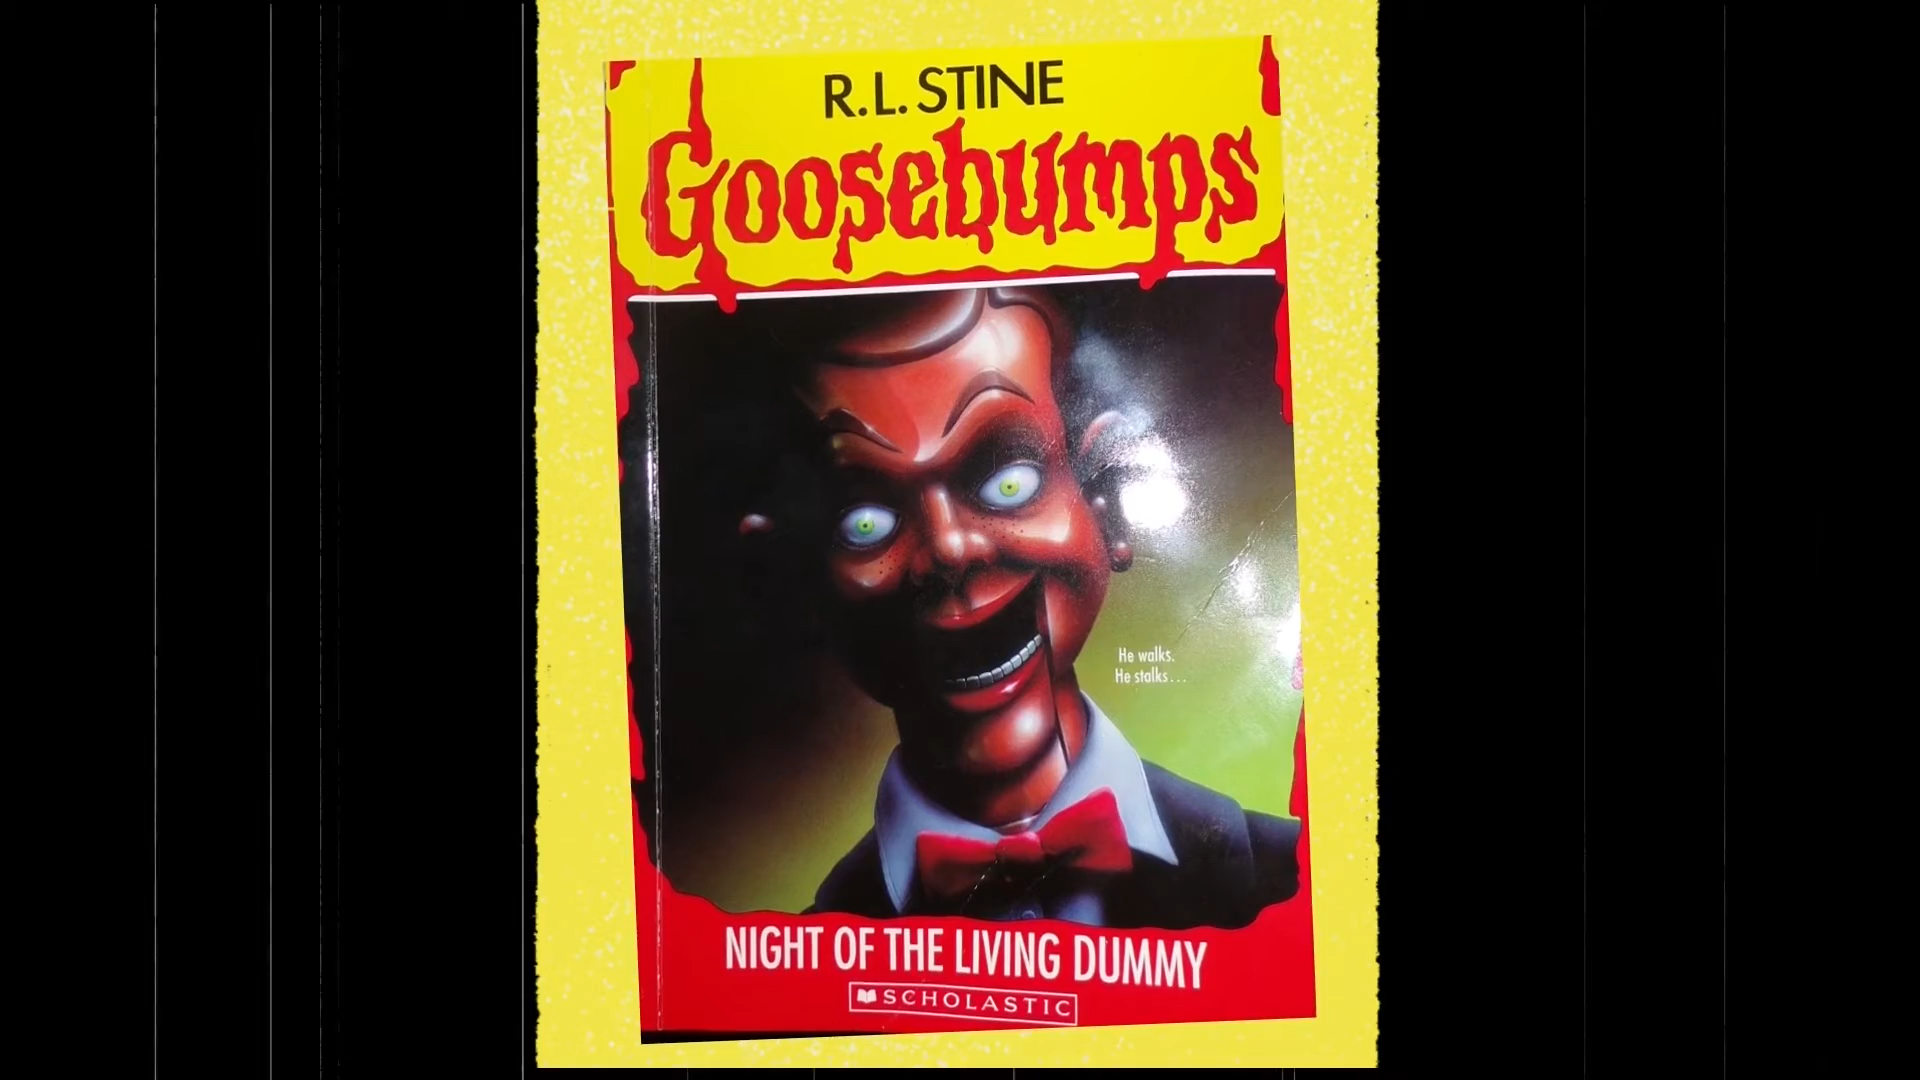 R.L. STINE
Goosebumps
He walks.
He stalks...
NIGHT OF THE LIVING DUMMY
SCHOLASTIC